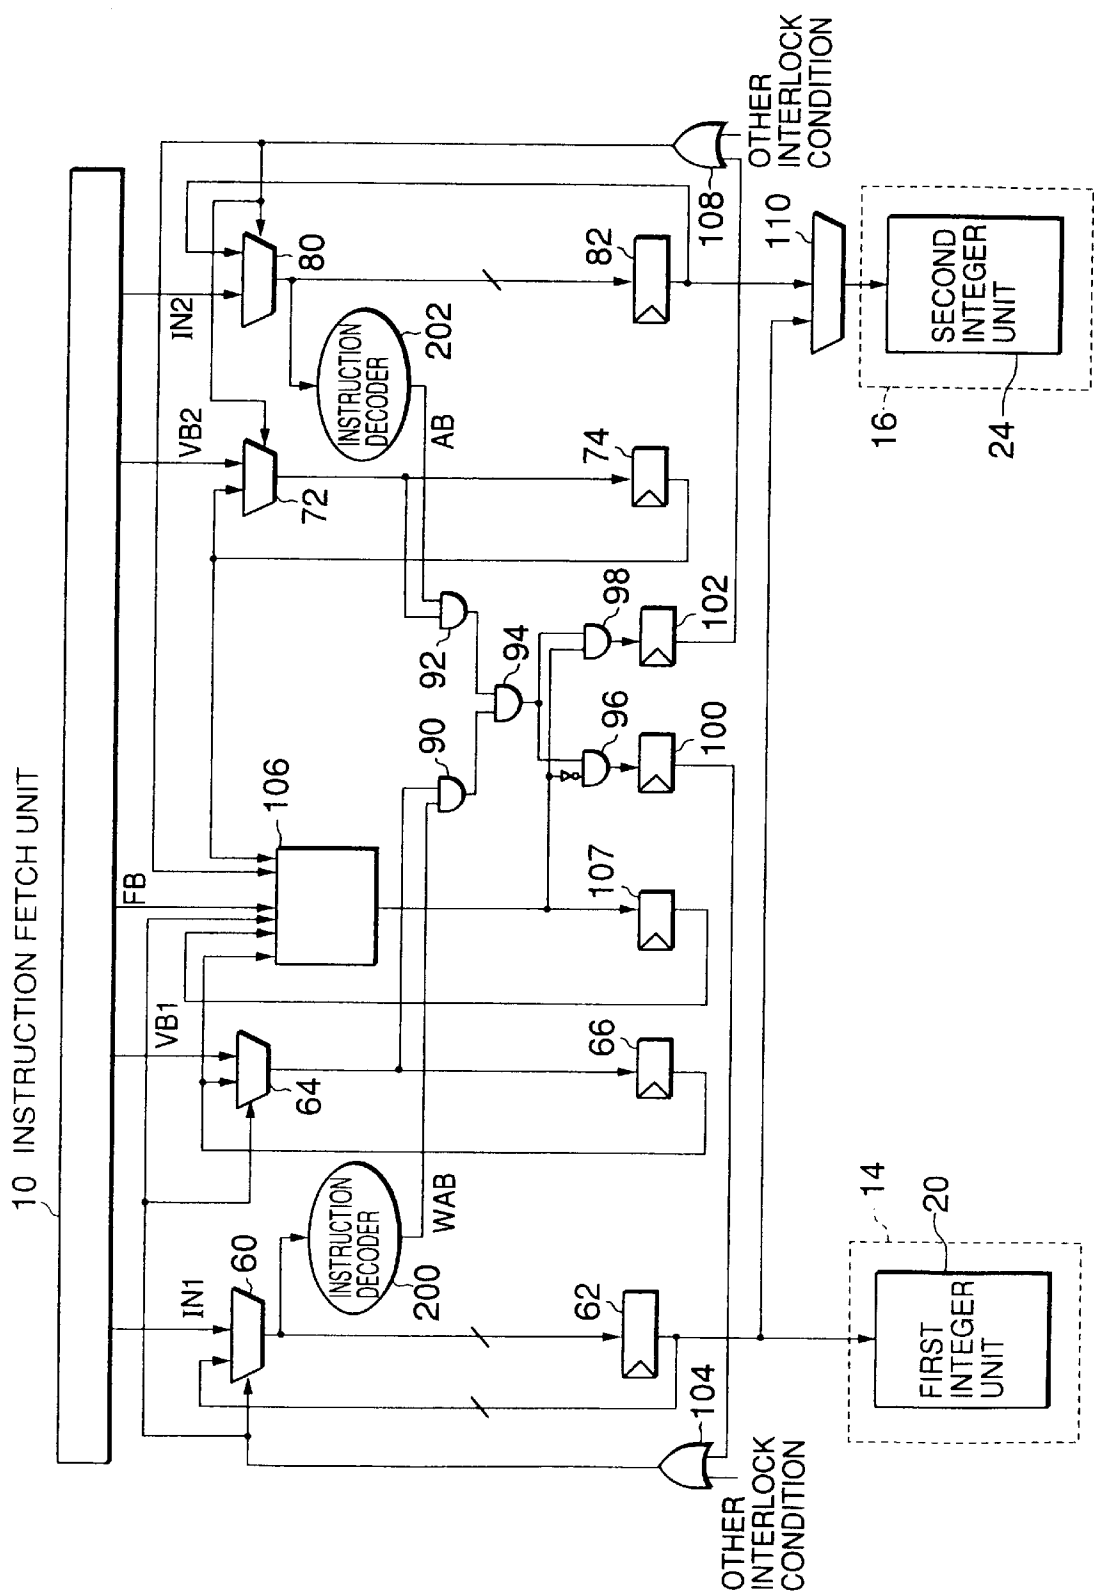 10 INSTRUCTION FETCH UNIT
IN1
VB1
FB
VB2
IN2
60
64
106
72
80
INSTRUCTION
DECODER
200
WAB
INSTRUCTION
DECODER
202
AB
90
92
94
96
98
62
66
107
100
102
74
82
104
OTHER
INTERLOCK
CONDITION
108
OTHER
INTERLOCK
CONDITION
110
14
20
FIRST
INTEGER
UNIT
16
24
SECOND
INTEGER
UNIT